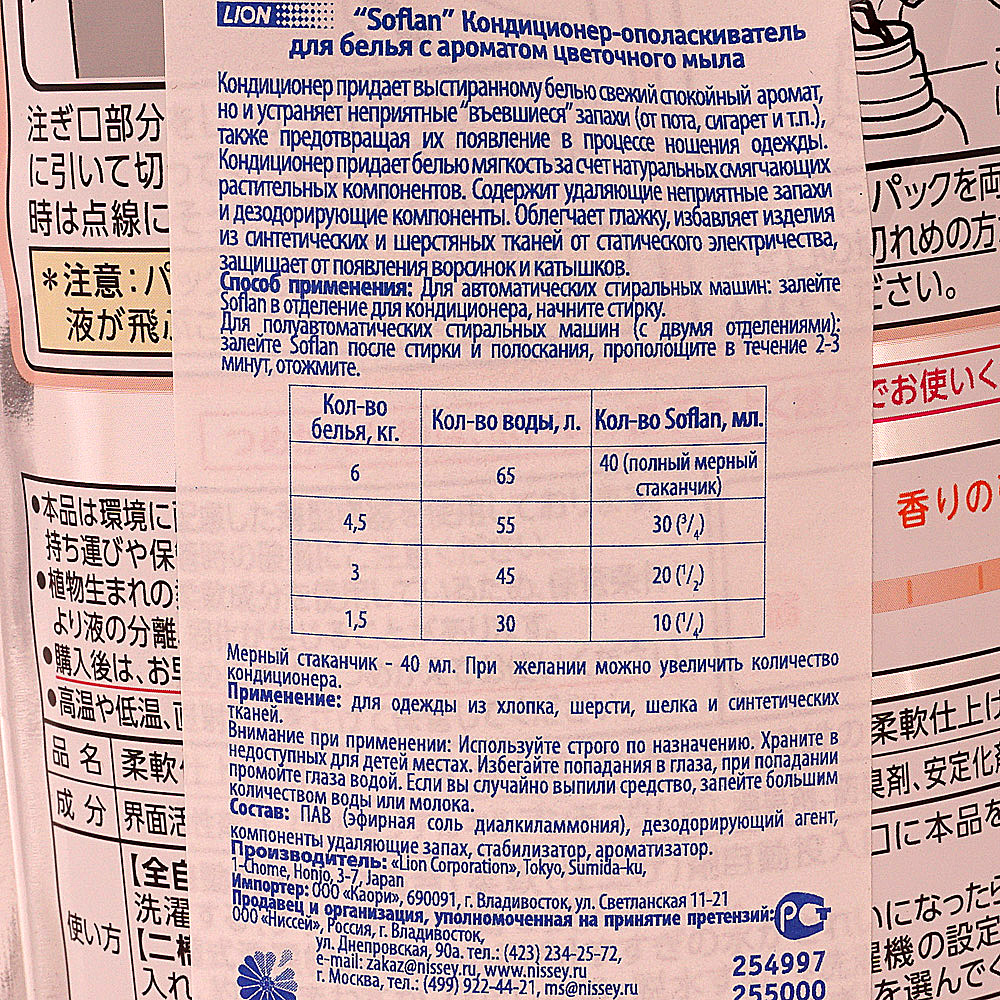 LION "Soflan" Кондиционер-ополаскиватель
для белья с ароматом цветочного мыла
Кондиционер придает выстиранному белью свежий спокойный аромат,
но и устраняет неприятные "въевшиеся" запахи (от пота, сигарет и т.п.),
также предотвращая их появление в процессе ношения одежды.
Кондиционер придает белью мягкость за счет натуральных смягчающих
растительных компонентов. Содержит удаляющие неприятные запахи
и дезодорирующие компоненты. Облегчает глажку, избавляет изделия
из синтетических и шерстяных тканей от статического электричества,
защищает от появления ворсинок и катышков.
Способ применения: Для автоматических стиральных машин: залейте
Soflan в отделение для кондиционера, начните стирку.
Для полуавтоматических стиральных машин (с двумя отделениями):
залейте Soflan после стирки и полоскания, прополощите в течение 2-3
минут, отожмите.
Кол-во белья, кг. Кол-во воды, л. Кол-во Soflan, мл.
6 65 40 (полный мерный стаканчик)
4,5 55 30 (3/4)
3 45 20 (1/2)
1,5 30 10 (1/4)
Мерный стаканчик - 40 мл. При желании можно увеличить количество
кондиционера.
Применение: для одежды из хлопка, шерсти, шелка и синтетических
тканей.
Внимание при применении: Используйте строго по назначению. Храните в
недоступных для детей местах. Избегайте попадания в глаза, при попадании
промойте глаза водой. Если вы случайно выпили средство, запейте большим
количеством воды или молока.
Состав: ПАВ (эфирная соль диалкиламмония), дезодорирующий агент,
компоненты удаляющие запах, стабилизатор, ароматизатор.
Производитель: «Lion Corporation», Tokyo, Sumida-ku,
1-Chome, Honjo, 3-7, Japan
Импортер: ООО «Каори», 690091, г. Владивосток, ул. Светланская 11-21
Продавец и организация, уполномоченная на принятие претензий:
ООО «Ниссей», Россия, г. Владивосток,
ул. Днепровская, 90а. тел.: (423) 234-25-72,
e-mail: zakaz@nissey.ru, www.nissey.ru
г. Москва, тел.: (499) 922-44-21, ms@nissey.ru
РСТ
254997
255000
注ぎ口部分
に引いて切
時は点線に
*注意:パ
液が飛
●本品は環境に
持ち運びや保
●植物生まれの
より液の分離
●購入後は、お早
●高温や低温、直
品名 柔軟
成分 界面活
使い方
【全自
洗濯
【二槽
入れ
パックを両
切れめの方
ださい。
でお使いく
香りの
柔軟仕上げ
臭剤、安定化剤
口に本品を
いになったら
濯機の設定
を選んでく